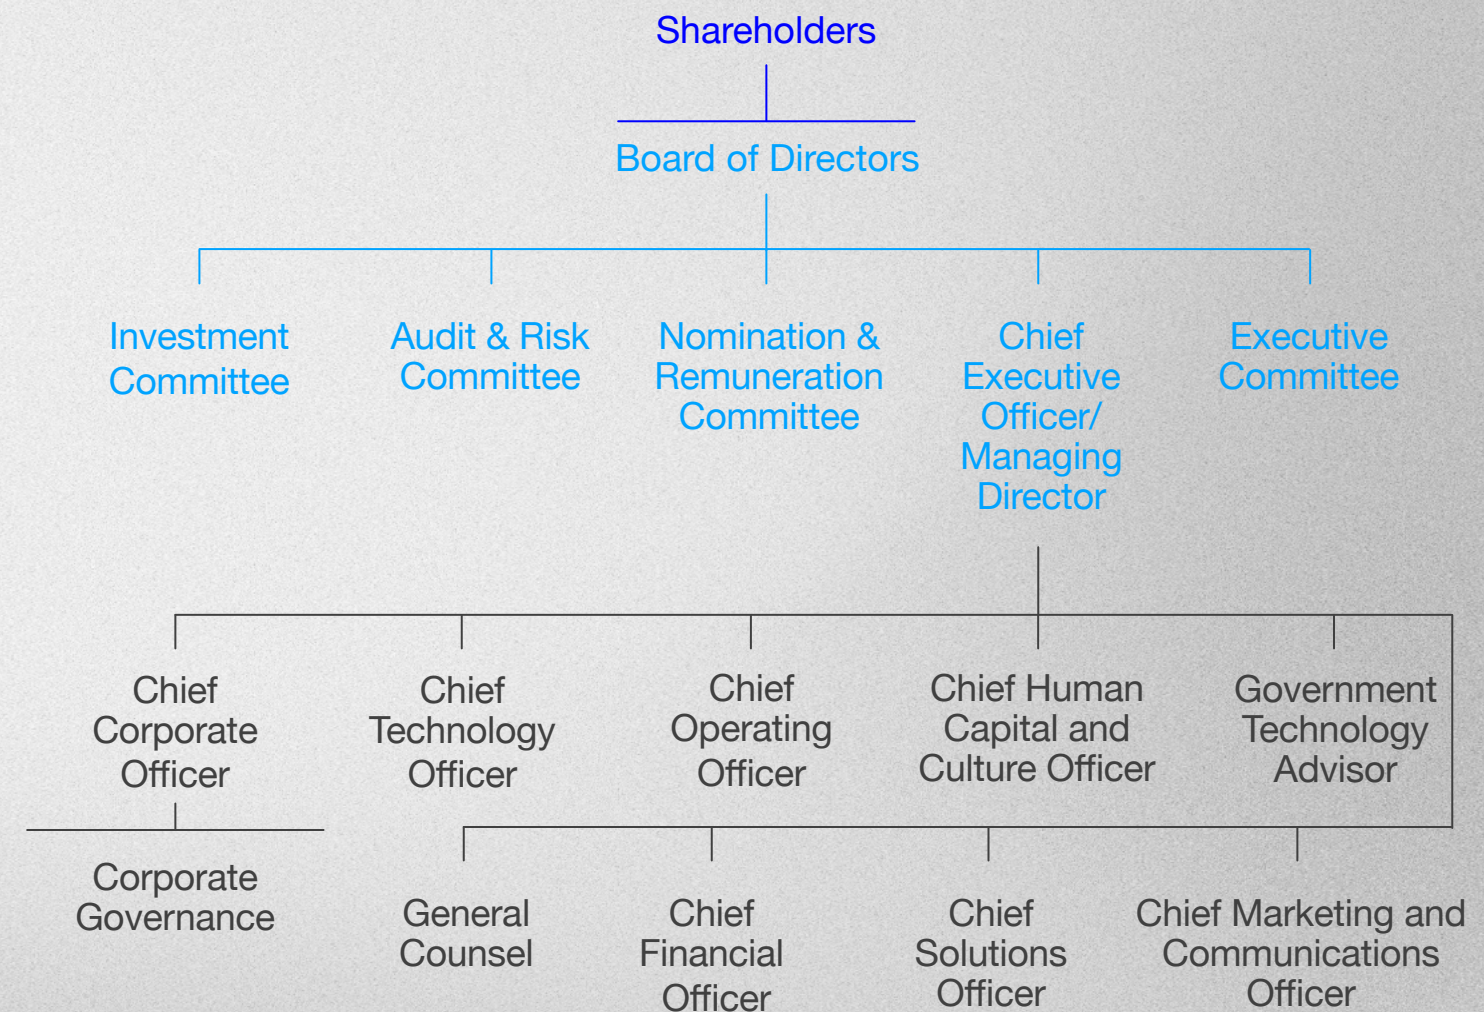 Shareholders
Board of Directors
Investment
Committee
Audit & Risk
Committee
Nomination &
Remuneration
Committee
Chief
Executive
Officer/
Managing
Director
Executive
Committee
Chief
Corporate
Officer
Chief
Technology
Officer
Chief
Operating
Officer
Chief Human
Capital and
Culture Officer
Government
Technology
Advisor
Corporate
Governance
General
Counsel
Chief
Financial
Officer
Chief
Solutions
Officer
Chief Marketing and
Communications
Officer